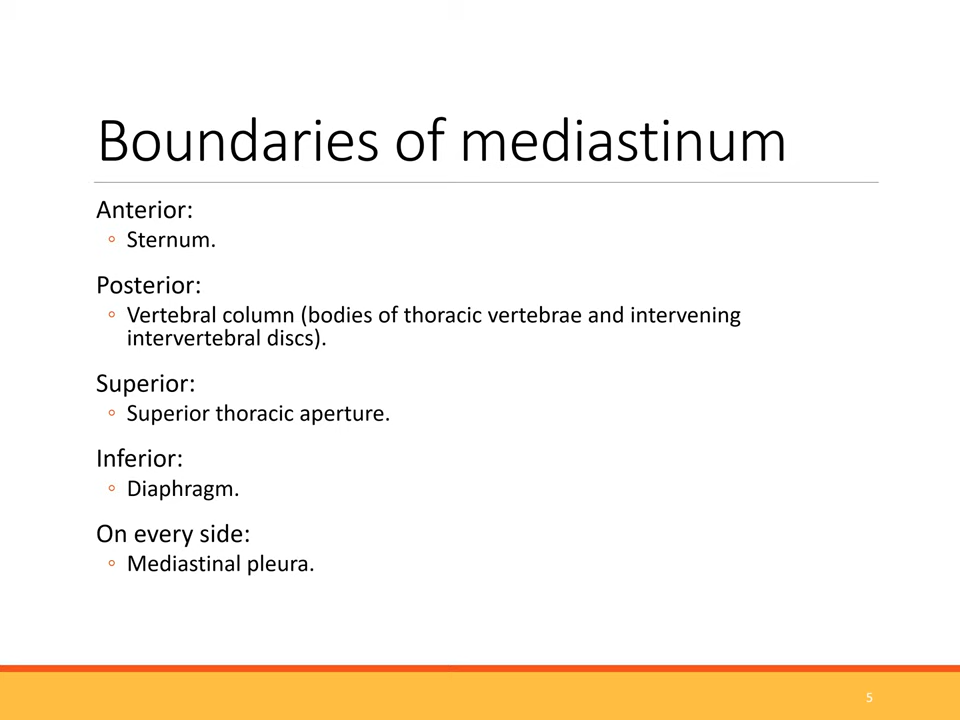 Boundaries of mediastinum
Anterior:
◦ Sternum.
Posterior:
◦ Vertebral column (bodies of thoracic vertebrae and intervening
intervertebral discs).
Superior:
◦ Superior thoracic aperture.
Inferior:
◦ Diaphragm.
On every side:
◦ Mediastinal pleura.
5